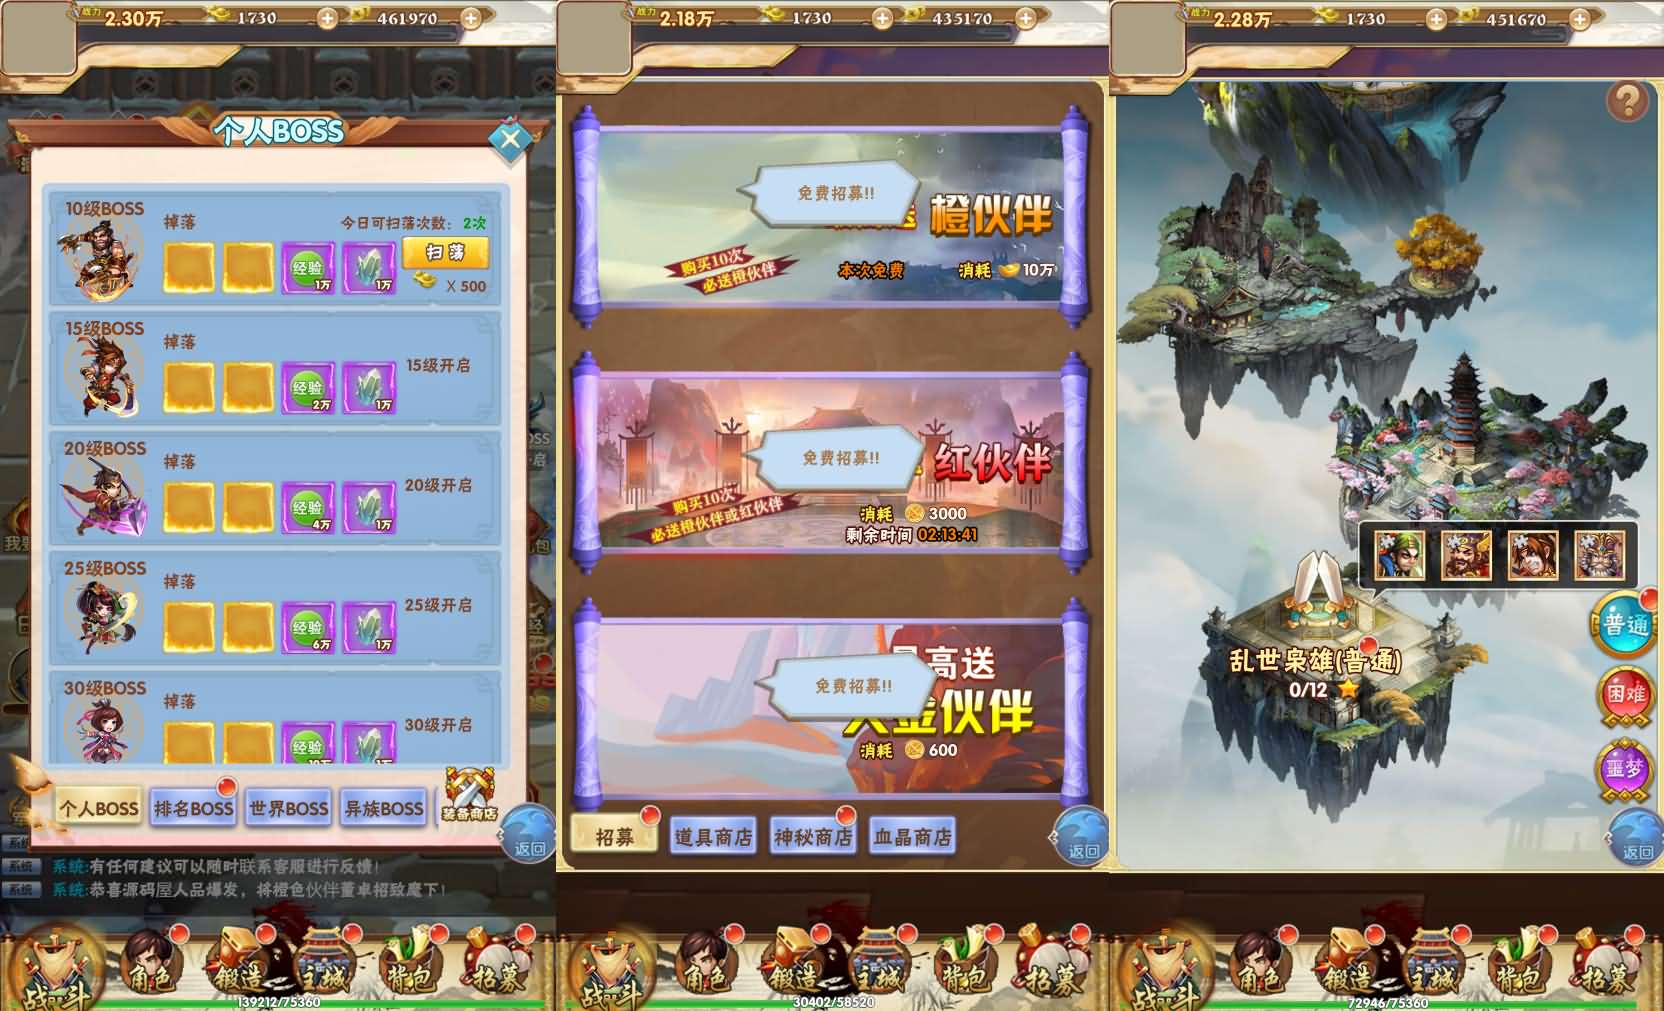 战力 2.30万 1730 461970
个人BOSS
10级BOSS
掉落
今日可扫荡次数: 2次
经验
1万
1万
扫荡
X 500
15级BOSS
掉落
经验
2万
1万
15级开启
20级BOSS
掉落
经验
4万
1万
20级开启
25级BOSS
掉落
经验
6万
1万
25级开启
30级BOSS
掉落
经验
30级开启
个人BOSS 排名BOSS 世界BOSS 异族BOSS 装备商店
返回
系统
系统 系统:有任何建议可以随时联系客服进行反馈!
系统 系统:恭喜源码屋人品爆发，将橙色伙伴董卓招致麾下!
战斗 角色 锻造 主城 背包 招募
139212/75360
战力 2.18万 1730 435170
免费招募!!
橙伙伴
购买10次
必送橙伙伴
本次免费 消耗 10万
免费招募!!
红伙伴
购买10次
必送橙伙伴或红伙伴
消耗 3000
剩余时间 02:13:41
最高送
免费招募!!
伙伴
消耗 600
招募 道具商店 神秘商店 血晶商店
返回
战斗 角色 锻造 主城 背包 招募
30402/58520
战力 2.28万 1730 451670
?
普通
乱世枭雄(普通)
0/12
困难
噩梦
返回
战斗 角色 锻造 主城 背包 招募
72946/75360